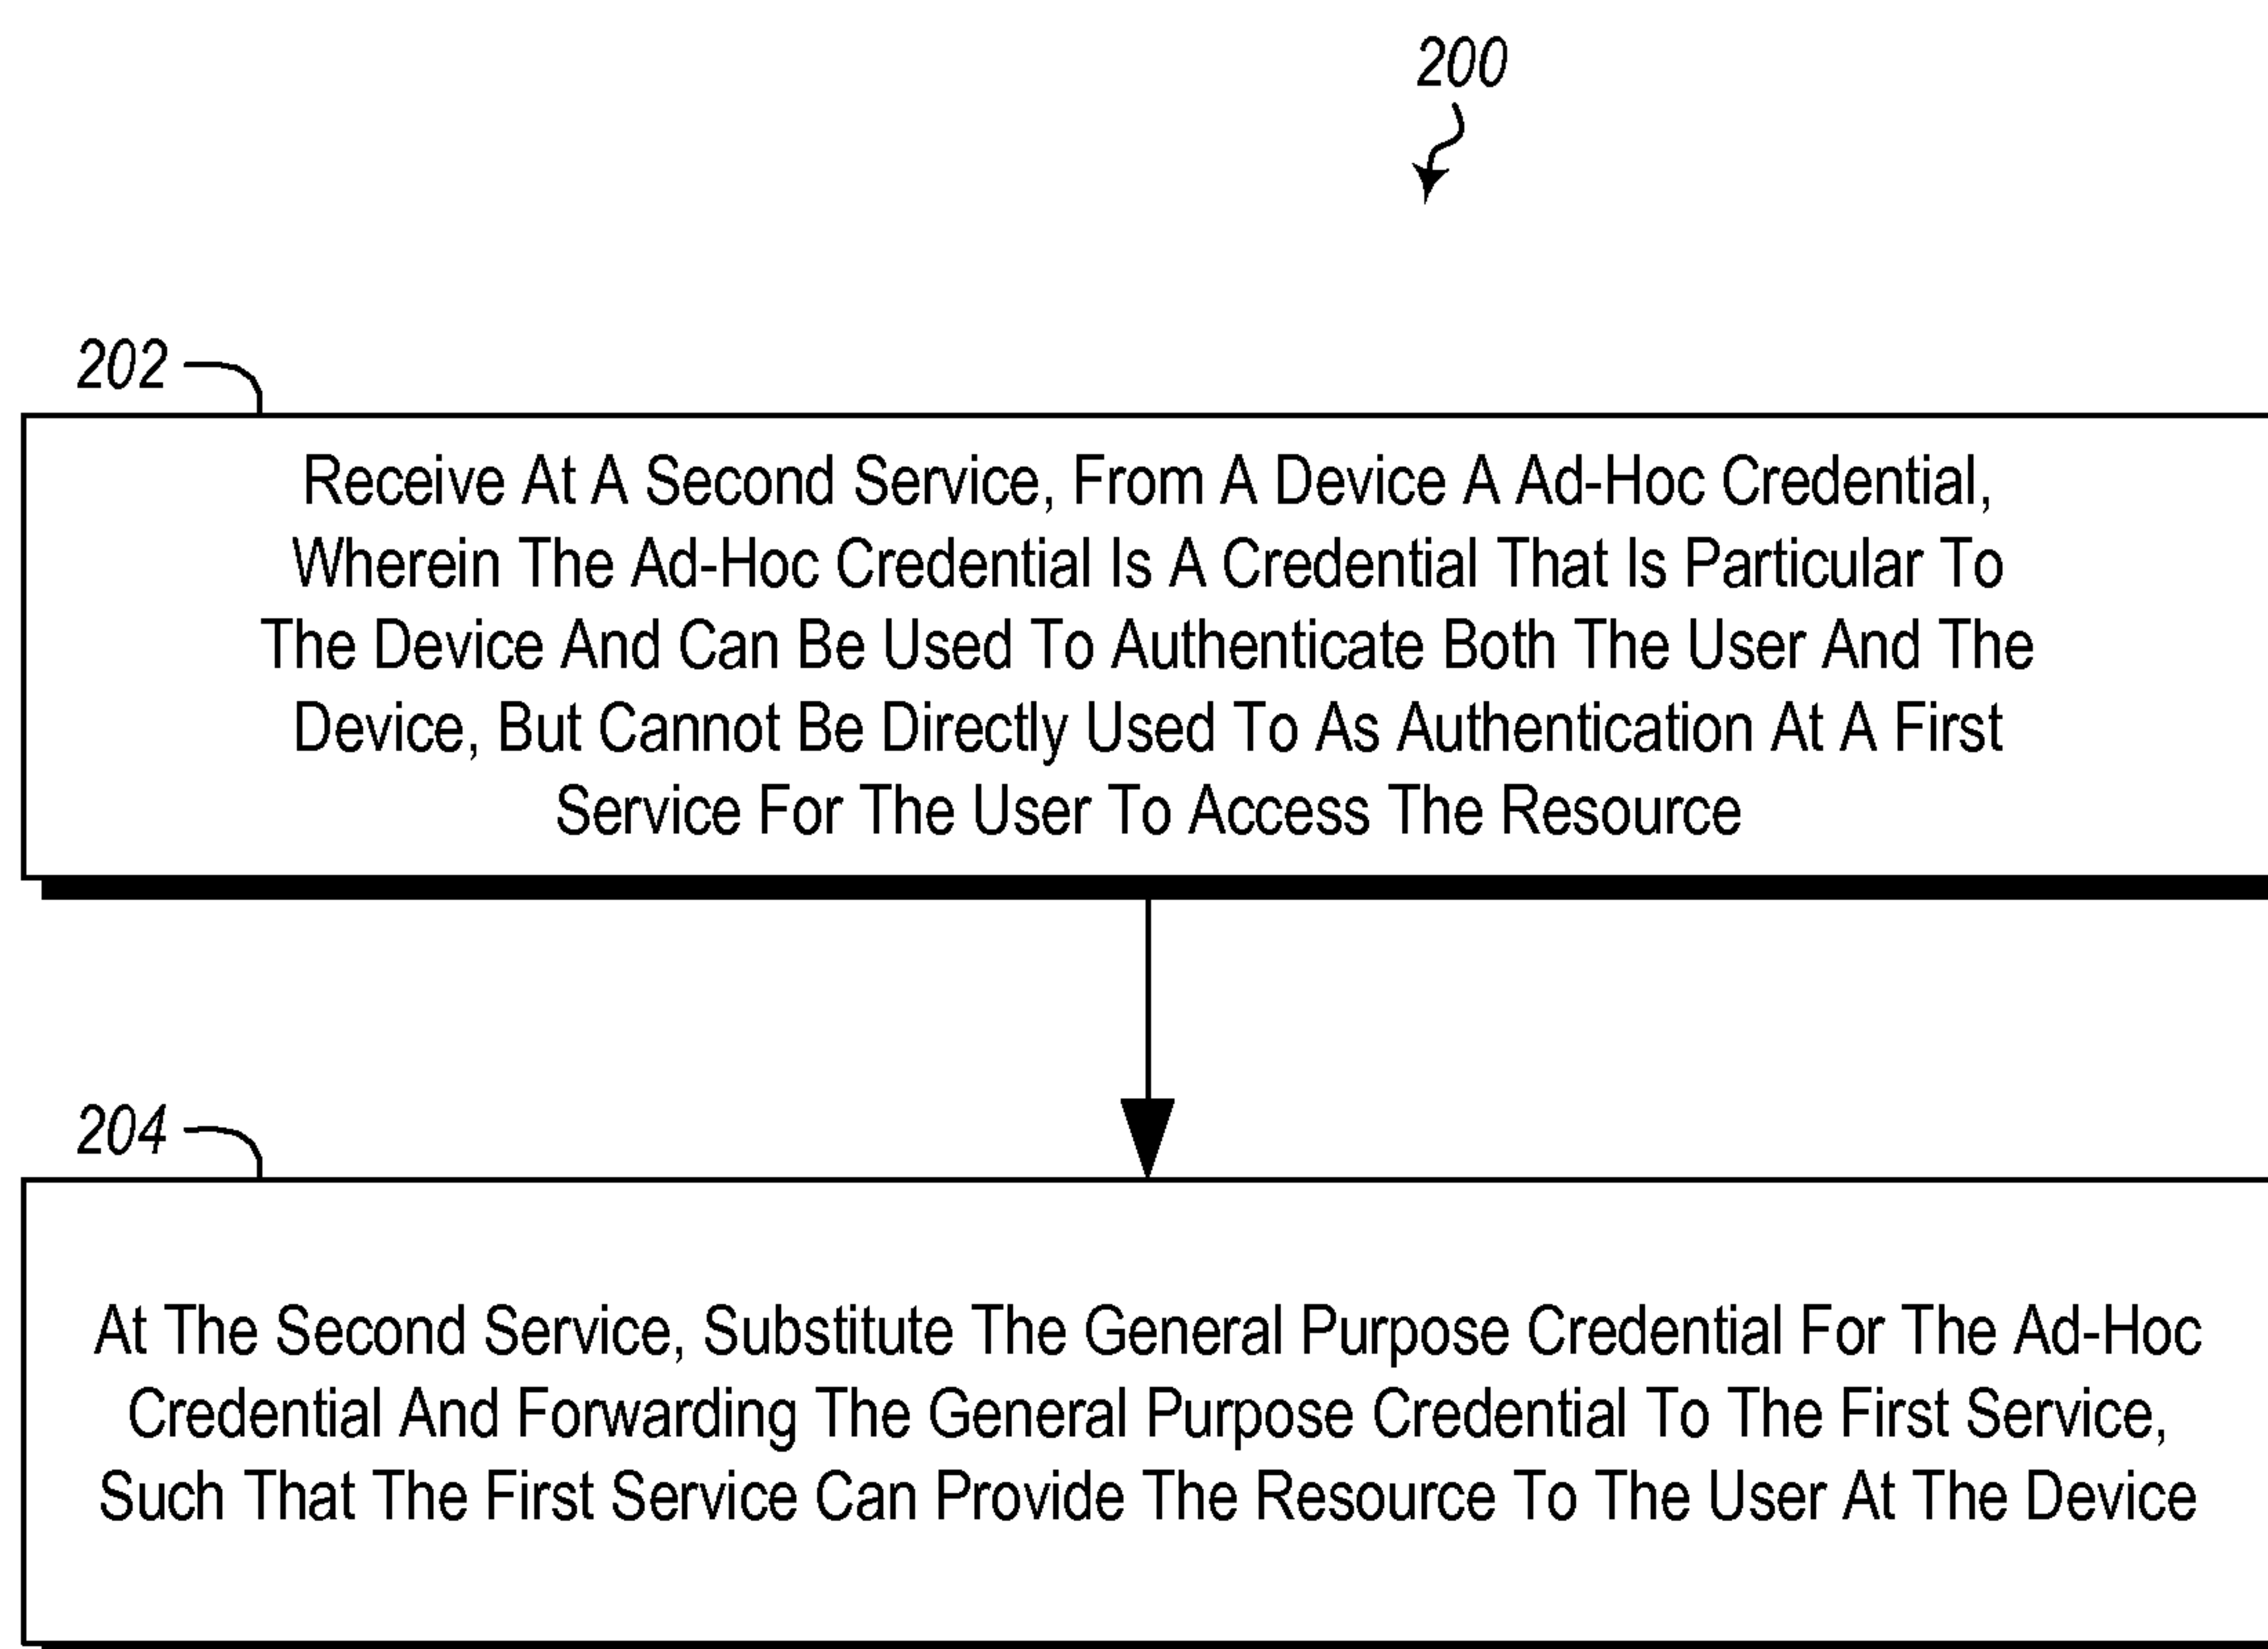 200
202
Receive At A Second Service, From A Device A Ad-Hoc Credential,
Wherein The Ad-Hoc Credential Is A Credential That Is Particular To
The Device And Can Be Used To Authenticate Both The User And The
Device, But Cannot Be Directly Used To As Authentication At A First
Service For The User To Access The Resource
204
At The Second Service, Substitute The General Purpose Credential For The Ad-Hoc
Credential And Forwarding The General Purpose Credential To The First Service,
Such That The First Service Can Provide The Resource To The User At The Device